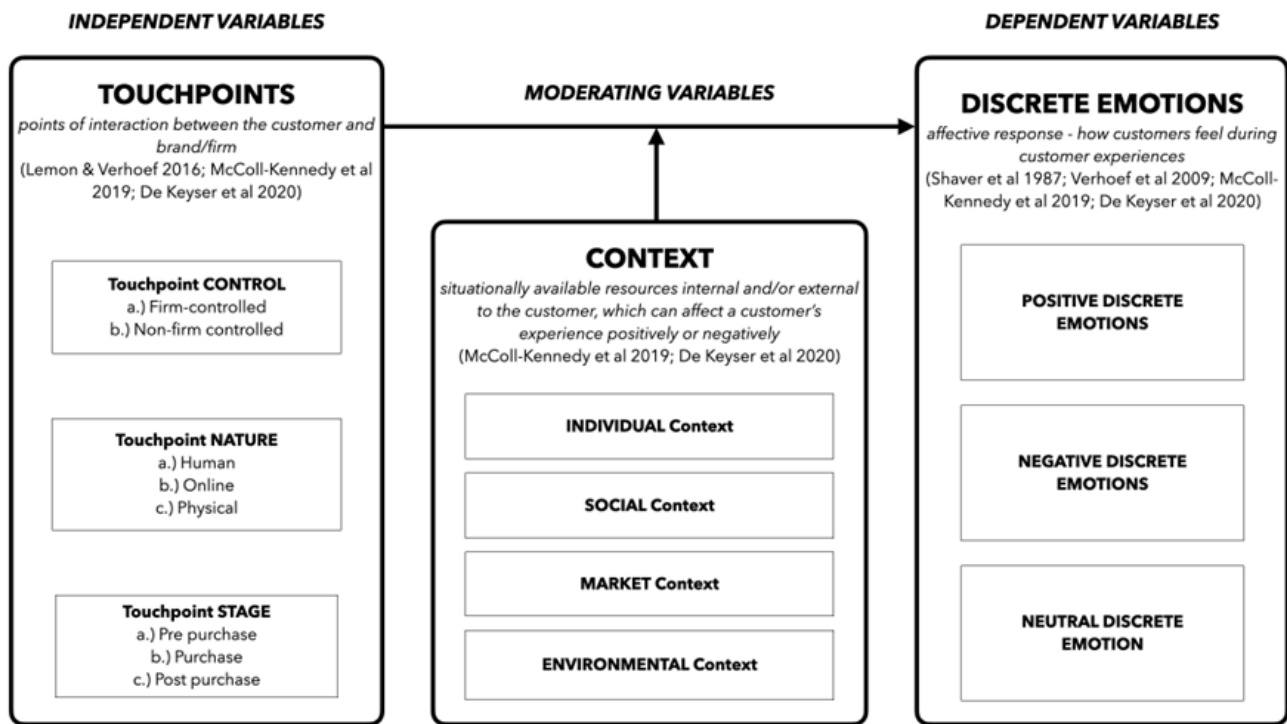 INDEPENDENT VARIABLES
TOUCHPOINTS
points of interaction between the customer and
brand/firm
(Lemon & Verhoef 2016; McColl-Kennedy et al
2019; De Keyser et al 2020)
Touchpoint CONTROL
a.) Firm-controlled
b.) Non-firm controlled
Touchpoint NATURE
a.) Human
b.) Online
c.) Physical
Touchpoint STAGE
a.) Pre purchase
b.) Purchase
c.) Post purchase
MODERATING VARIABLES
CONTEXT
situationally available resources internal and/or external
to the customer, which can affect a customer's
experience positively or negatively
(McColl-Kennedy et al 2019; De Keyser et al 2020)
INDIVIDUAL Context
SOCIAL Context
MARKET Context
ENVIRONMENTAL Context
DEPENDENT VARIABLES
DISCRETE EMOTIONS
affective response - how customers feel during
customer experiences
(Shaver et al 1987; Verhoef et al 2009; McColl-
Kennedy et al 2019; De Keyser et al 2020)
POSITIVE DISCRETE
EMOTIONS
NEGATIVE DISCRETE
EMOTIONS
NEUTRAL DISCRETE
EMOTION